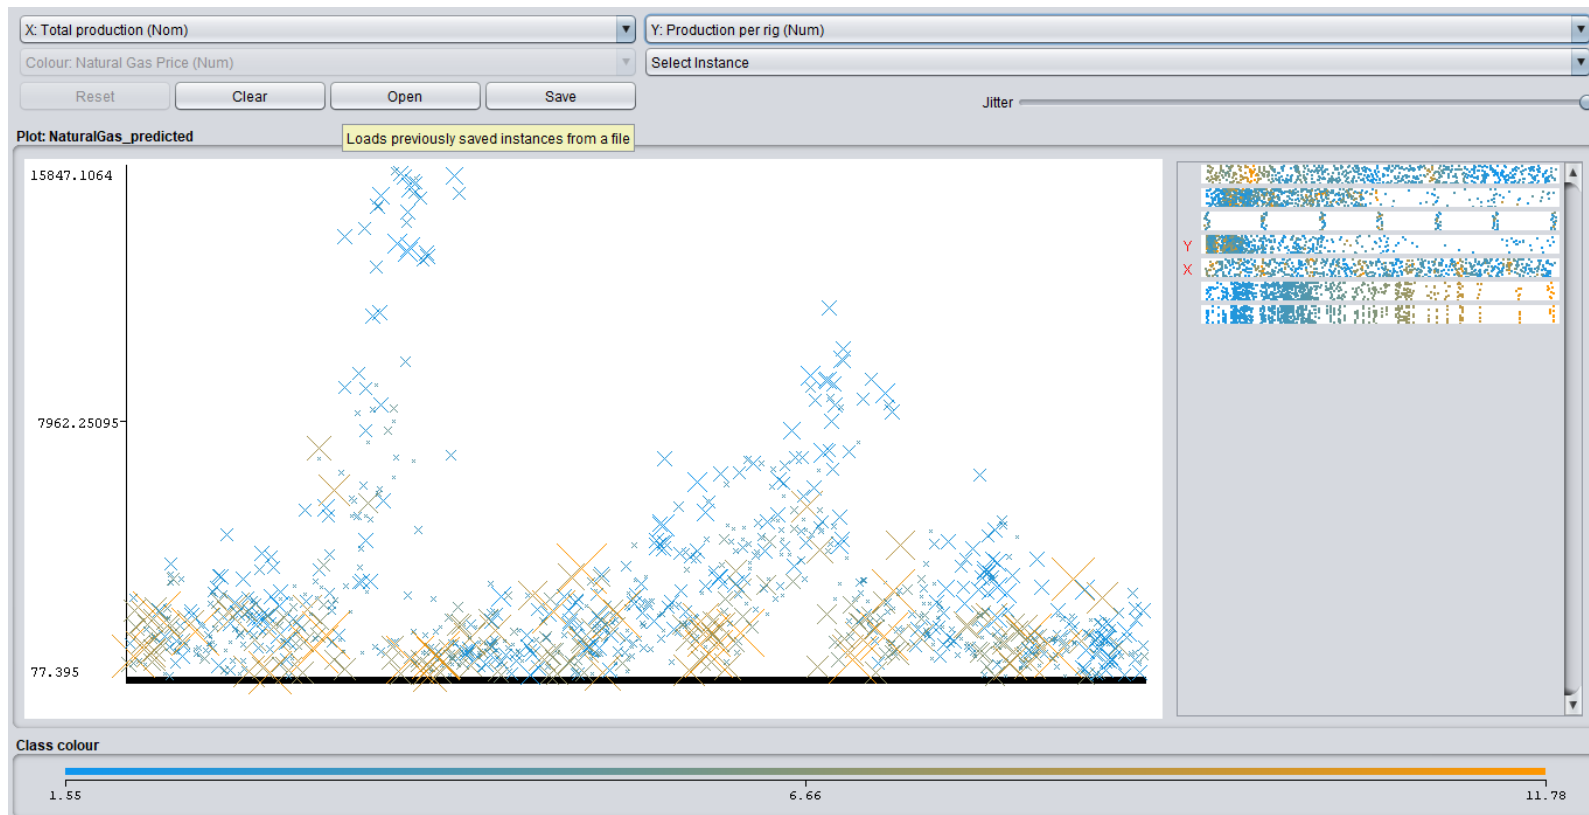 X: Total production (Nom)
Y: Production per rig (Num)
Colour: Natural Gas Price (Num)
Select Instance
Reset
Clear
Open
Save
Jitter
Plot: NaturalGas_predicted
Loads previously saved instances from a file
15847.1064
7962.25095
77.395
Y
X
Class colour
1.55
6.66
11.78